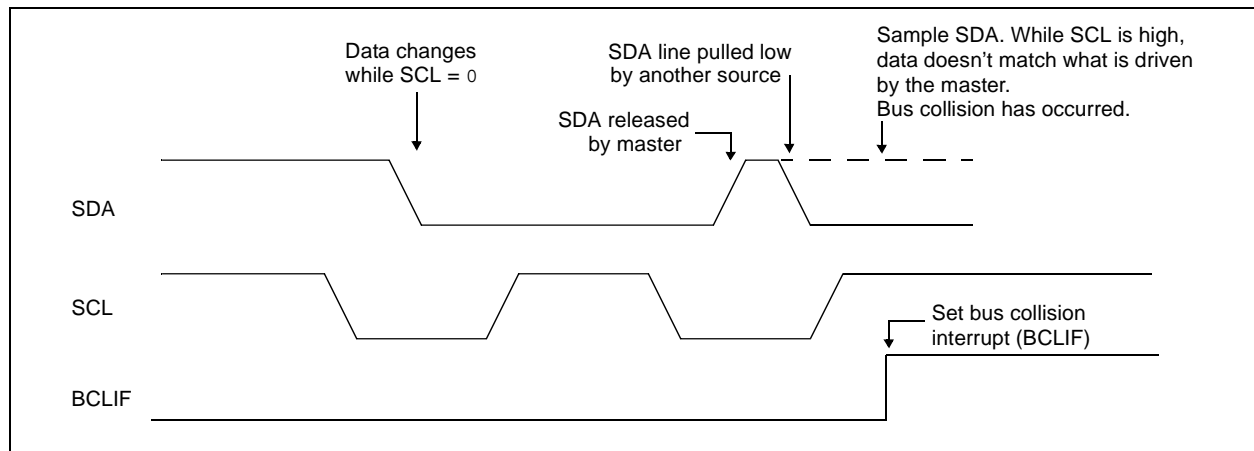 Data changes
while SCL = 0
SDA line pulled low
by another source
SDA released
by master
Sample SDA. While SCL is high,
data doesn't match what is driven
by the master.
Bus collision has occurred.
SDA
SCL
Set bus collision
interrupt (BCLIF)
BCLIF